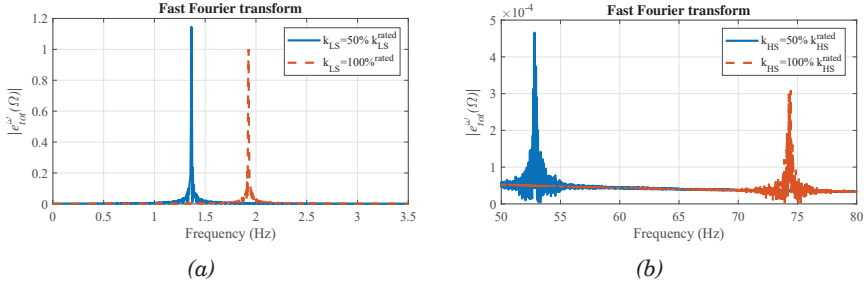 Fast Fourier transform
|e^ω_tot(Ω)|
1.2
1
0.8
0.6
0.4
0.2
0
k_LS=50% k_LS^rated
k_LS=100%^rated
0 0.5 1 1.5 2 2.5 3 3.5
Frequency (Hz)
(a)
Fast Fourier transform
×10^-4
|e^ω_tot(Ω)|
5
4
3
2
1
0
k_HS=50% k_HS^rated
k_HS=100% k_HS^rated
50 55 60 65 70 75 80
Frequency (Hz)
(b)